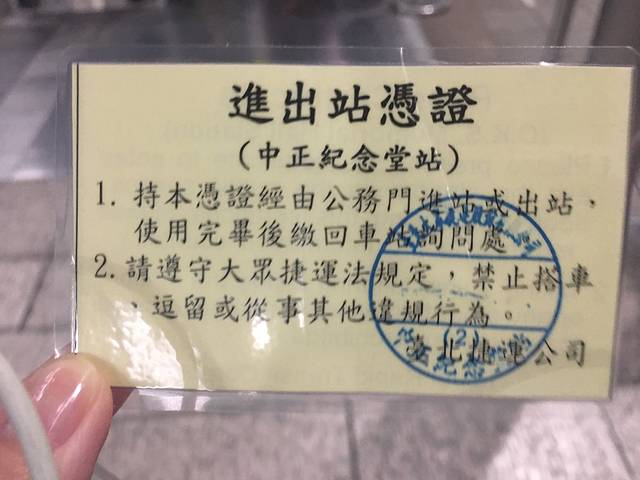 進出站憑證
(中正紀念堂站)
1. 持本憑證經由公務門進站或出站，
使用完畢後繳回車站詢問處
2. 請遵守大眾捷運法規定，禁止搭車
、逗留或從事其他違規行為。
臺北捷運公司
(2)